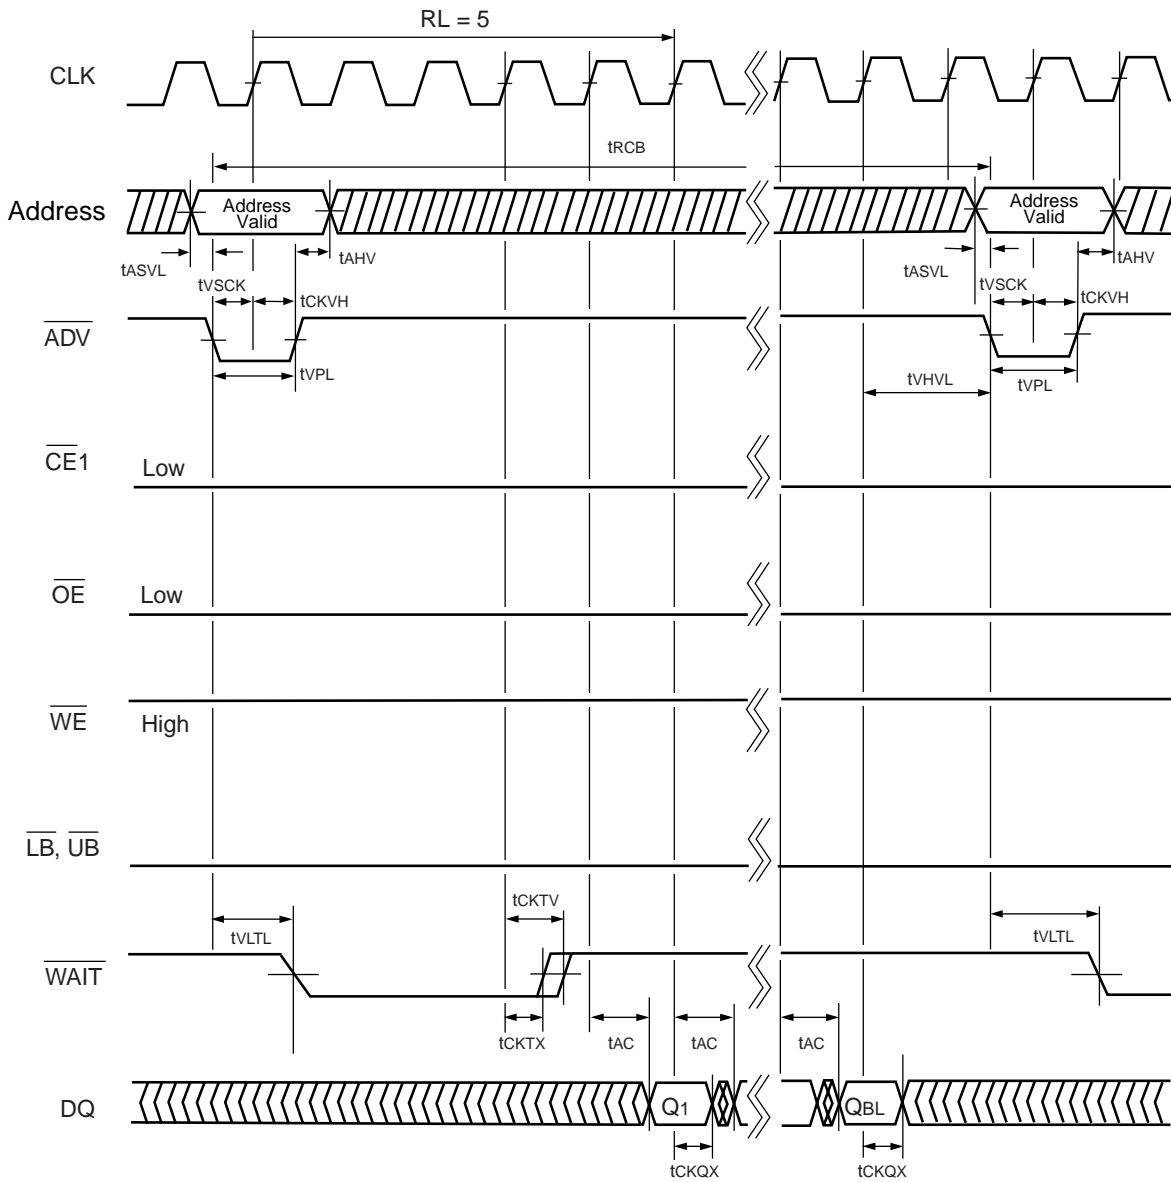 RL = 5
CLK
tRCB
Address
Address
Valid
Address
Valid
tASVL
tAHV
tASVL
tAHV
tVSCK
tCKVH
tVSCK
tCKVH
ADV
tVPL
tVHVL
tVPL
CE1
Low
OE
Low
WE
High
LB, UB
tCKTV
tVLTL
tVLTL
WAIT
tCKTX
tAC
tAC
tAC
DQ
Q1
QBL
tCKQX
tCKQX